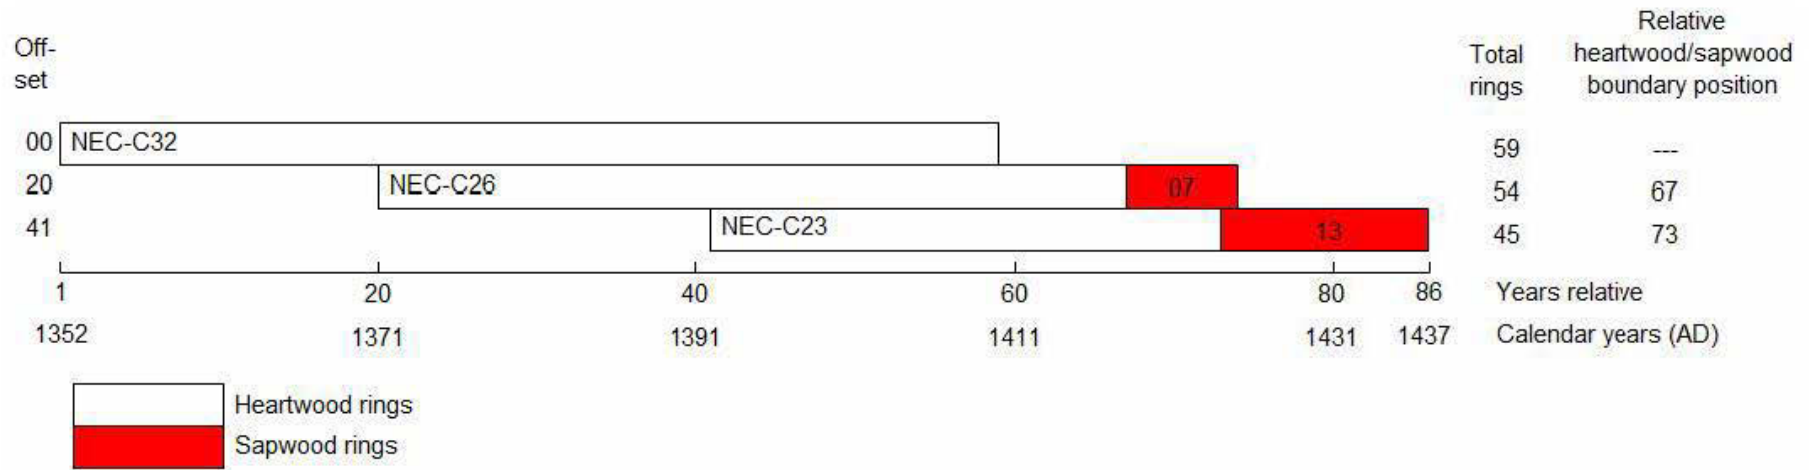 Off-
set
Total
rings
Relative
heartwood/sapwood
boundary position
00 NEC-C32 59 ---
20 NEC-C26 07 54 67
41 NEC-C23 13 45 73
1 20 40 60 80 86 Years relative
1352 1371 1391 1411 1431 1437 Calendar years (AD)
Heartwood rings
Sapwood rings